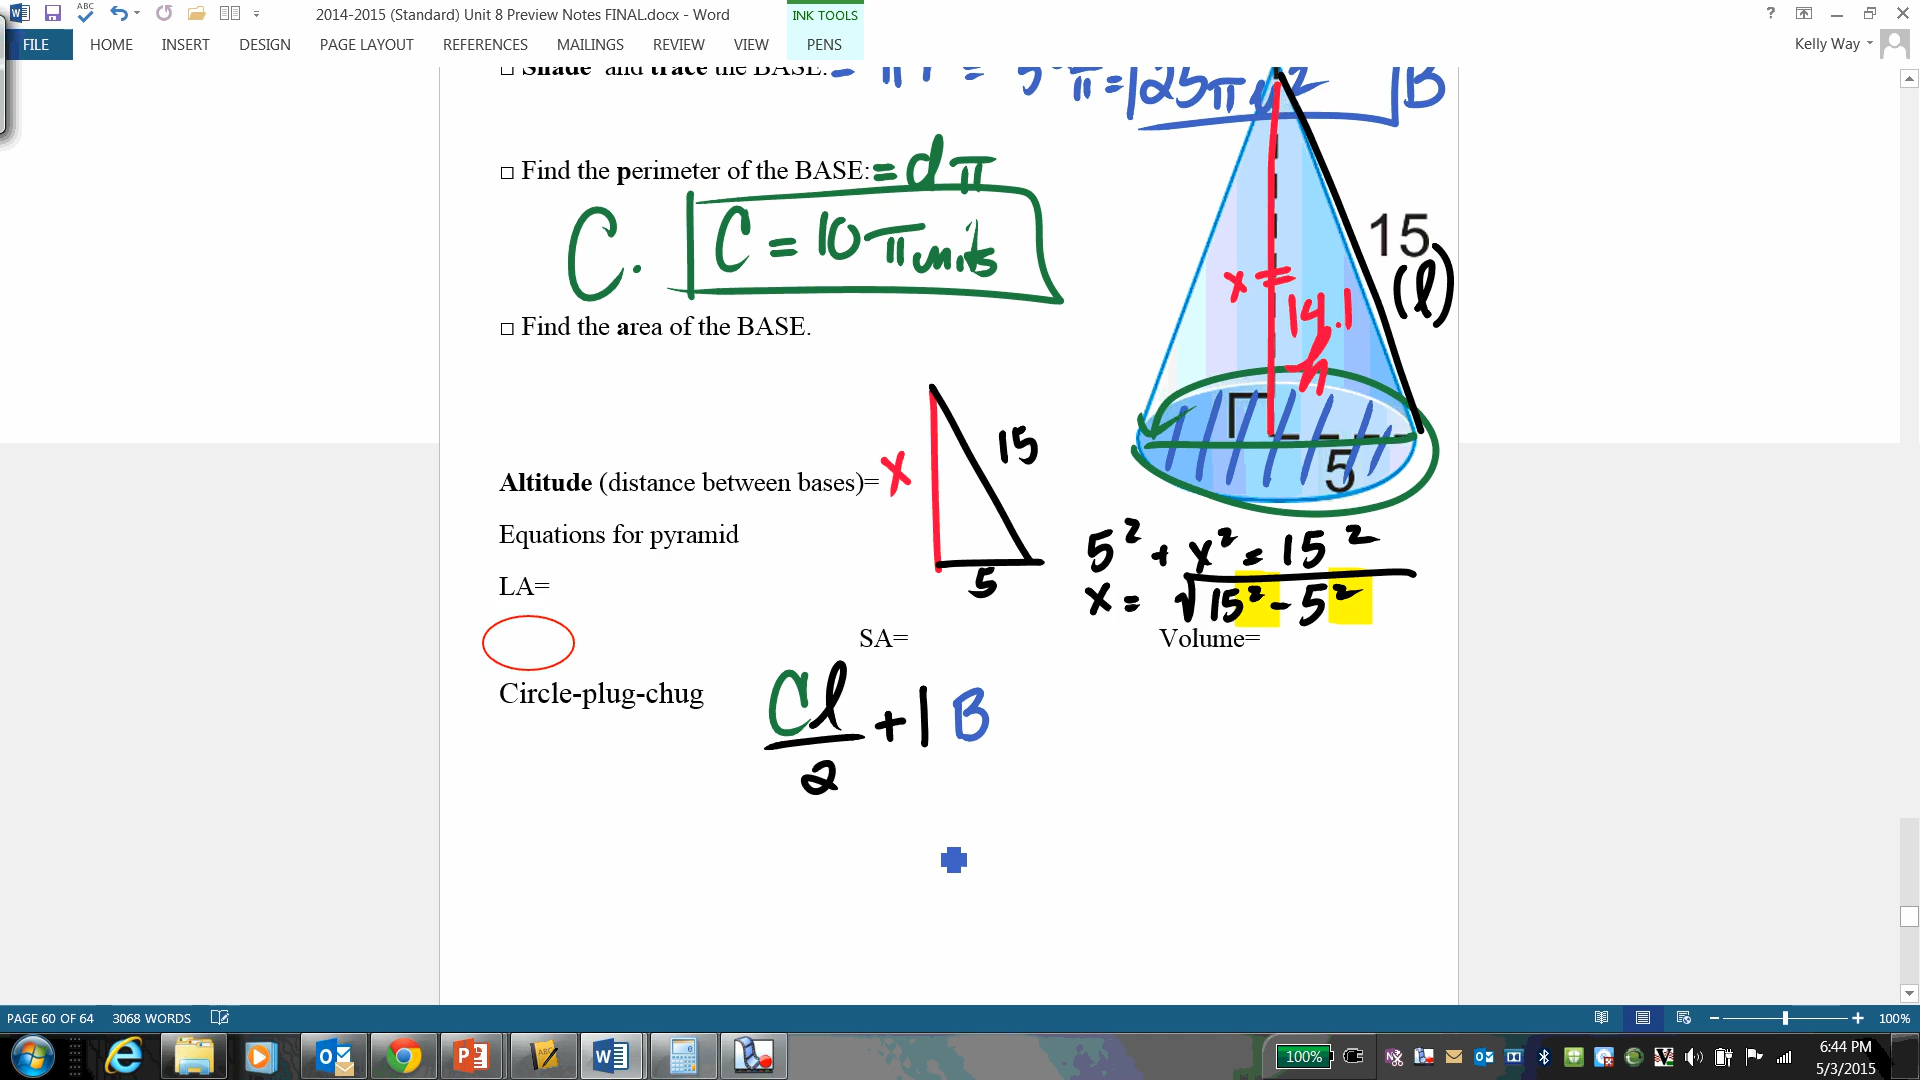 2014-2015 (Standard) Unit 8 Preview Notes FINAL.docx - Word
INK TOOLS
FILE HOME INSERT DESIGN PAGE LAYOUT REFERENCES MAILINGS REVIEW VIEW PENS
Kelly Way
□ Shade and trace the BASE. = π r = 5 π = 25π u² B
□ Find the perimeter of the BASE: = dπ
C. C = 10π units
15
(l)
x = 14.1
h
□ Find the area of the BASE.
15
5
Altitude (distance between bases)= x
Equations for pyramid
5² + x² = 15²
LA=
5
x = √15² - 5²
SA=
Volume=
Circle-plug-chug
Cl/2 + 1B
PAGE 60 OF 64 3068 WORDS
100%
100%
6:44 PM
5/3/2015